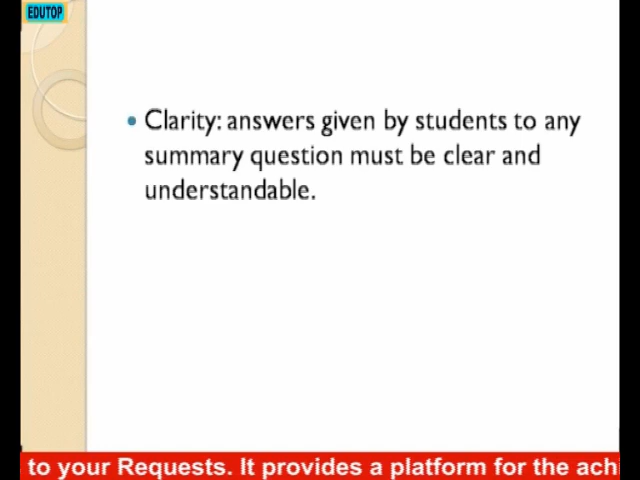 EDUTOP
• Clarity: answers given by students to any
summary question must be clear and
understandable.
to your Requests. It provides a platform for the